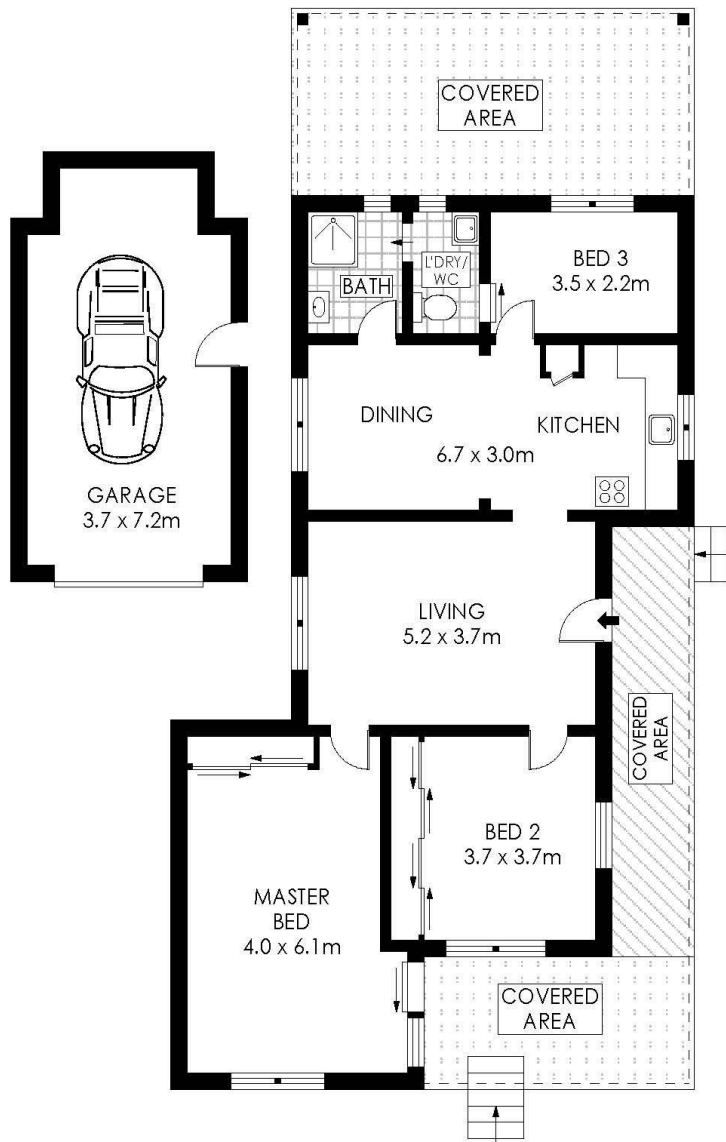 COVERED
AREA
BED 3
3.5 x 2.2m
L'DRY/
WC
BATH
DINING
KITCHEN
6.7 x 3.0m
GARAGE
3.7 x 7.2m
LIVING
5.2 x 3.7m
COVERED
AREA
BED 2
3.7 x 3.7m
MASTER
BED
4.0 x 6.1m
COVERED
AREA